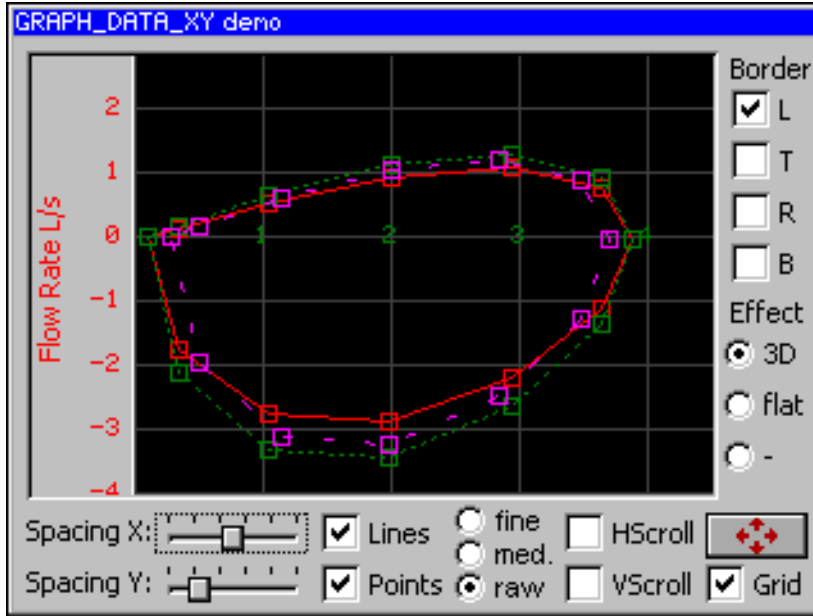 GRAPH_DATA_XY demo
Border
2
L
1
T
Flow Rate L/s
0
1
2
3
4
R
B
-1
Effect
-2
3D
-3
flat
-4
-
Spacing X:
Lines
fine
med.
raw
HScroll
Spacing Y:
Points
VScroll
Grid